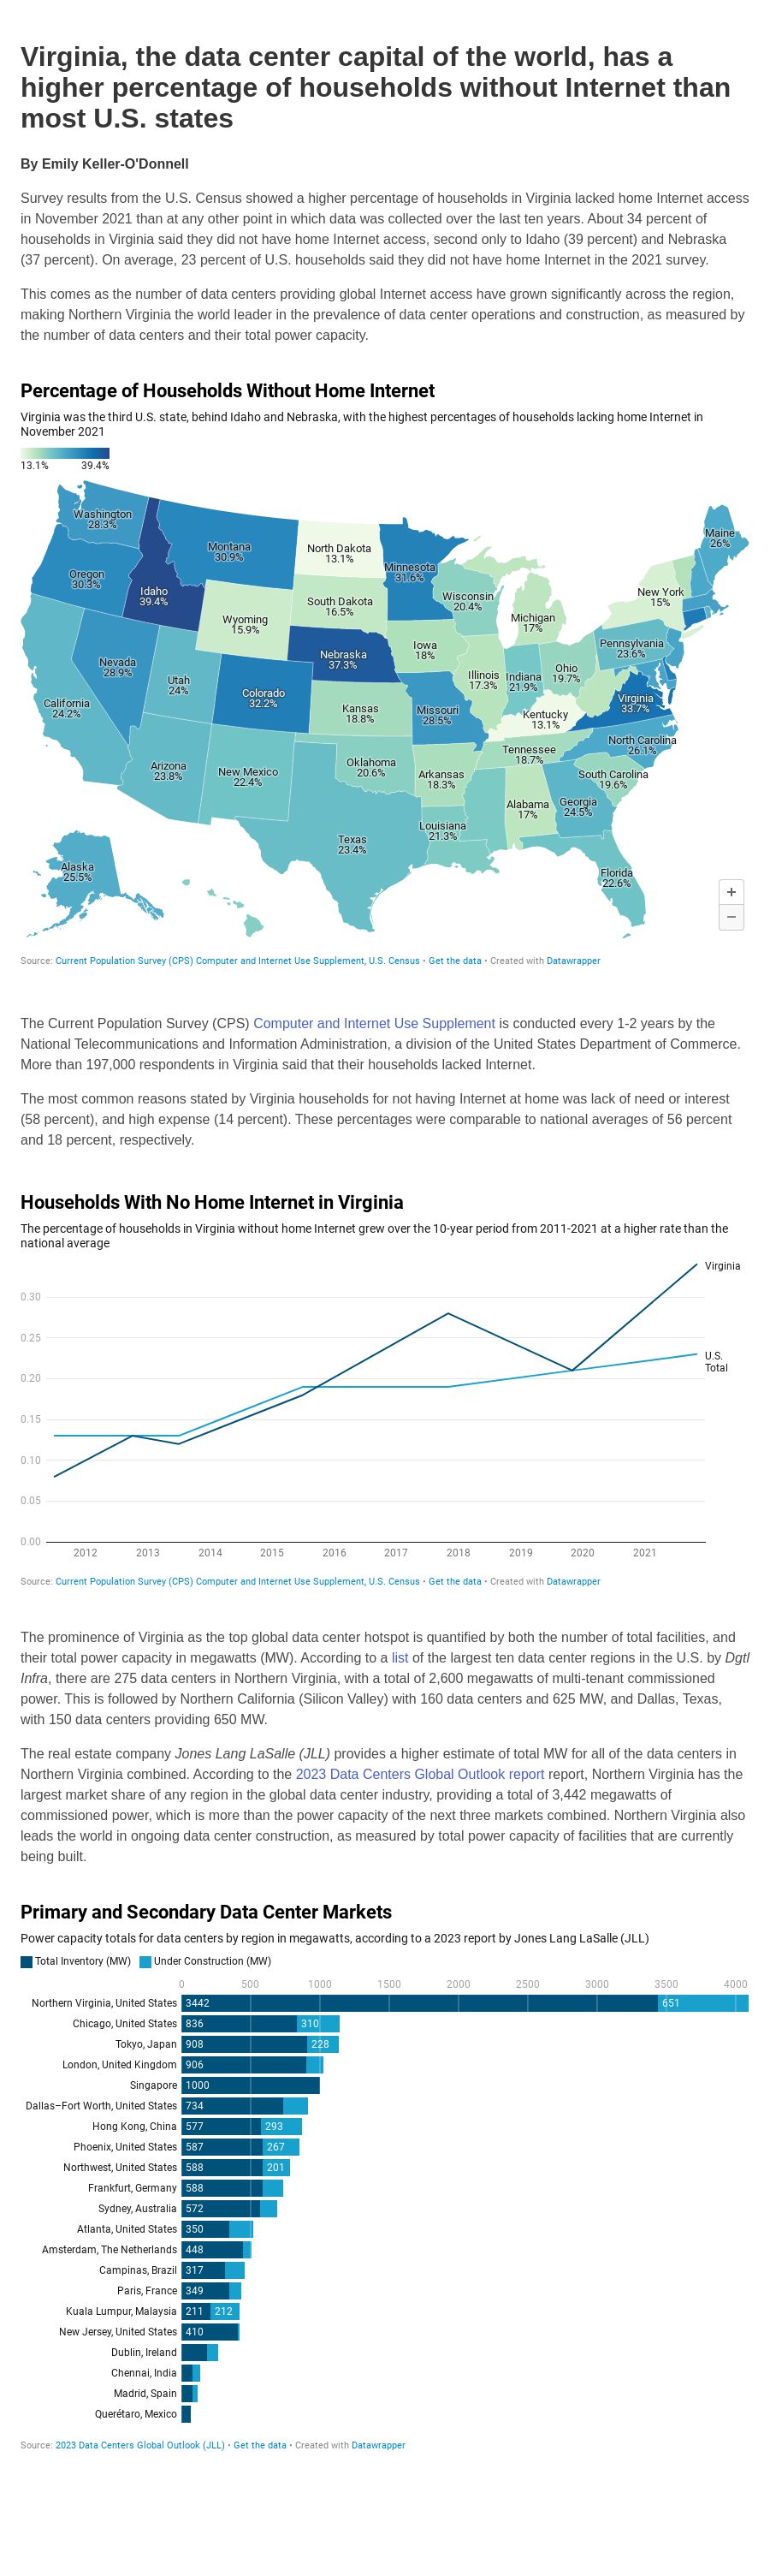 Virginia, the data center capital of the world, has a
higher percentage of households without Internet than
most U.S. states
By Emily Keller-O'Donnell
Survey results from the U.S. Census showed a higher percentage of households in Virginia lacked home Internet access
in November 2021 than at any other point in which data was collected over the last ten years. About 34 percent of
households in Virginia said they did not have home Internet access, second only to Idaho (39 percent) and Nebraska
(37 percent). On average, 23 percent of U.S. households said they did not have home Internet in the 2021 survey.
This comes as the number of data centers providing global Internet access have grown significantly across the region,
making Northern Virginia the world leader in the prevalence of data center operations and construction, as measured by
the number of data centers and their total power capacity.
Percentage of Households Without Home Internet
Virginia was the third U.S. state, behind Idaho and Nebraska, with the highest percentages of households lacking home Internet in
November 2021
13.1% 39.4%
Washington
28.3%
Montana
30.9%
North Dakota
13.1%
Minnesota
31.6%
Maine
26%
Oregon
30.3%
Idaho
39.4%
Wyoming
15.9%
South Dakota
16.5%
Wisconsin
20.4%
Michigan
17%
New York
15%
Nevada
28.9%
Utah
24%
Colorado
32.2%
Nebraska
37.3%
Iowa
18%
Illinois
17.3%
Indiana
21.9%
Ohio
19.7%
Pennsylvania
23.6%
California
24.2%
Kansas
18.8%
Missouri
28.5%
Kentucky
13.1%
Virginia
33.7%
Arizona
23.8%
New Mexico
22.4%
Oklahoma
20.6%
Arkansas
18.3%
Tennessee
18.7%
North Carolina
26.1%
South Carolina
19.6%
Texas
23.4%
Louisiana
21.3%
Alabama
17%
Georgia
24.5%
Alaska
25.5%
Florida
22.6%
+
−
Source: Current Population Survey (CPS) Computer and Internet Use Supplement, U.S. Census • Get the data • Created with Datawrapper
The Current Population Survey (CPS) Computer and Internet Use Supplement is conducted every 1-2 years by the
National Telecommunications and Information Administration, a division of the United States Department of Commerce.
More than 197,000 respondents in Virginia said that their households lacked Internet.
The most common reasons stated by Virginia households for not having Internet at home was lack of need or interest
(58 percent), and high expense (14 percent). These percentages were comparable to national averages of 56 percent
and 18 percent, respectively.
Households With No Home Internet in Virginia
The percentage of households in Virginia without home Internet grew over the 10-year period from 2011-2021 at a higher rate than the
national average
Virginia
0.30
0.25
U.S.
Total
0.20
0.15
0.10
0.05
0.00
2012 2013 2014 2015 2016 2017 2018 2019 2020 2021
Source: Current Population Survey (CPS) Computer and Internet Use Supplement, U.S. Census • Get the data • Created with Datawrapper
The prominence of Virginia as the top global data center hotspot is quantified by both the number of total facilities, and
their total power capacity in megawatts (MW). According to a list of the largest ten data center regions in the U.S. by Dgtl
Infra, there are 275 data centers in Northern Virginia, with a total of 2,600 megawatts of multi-tenant commissioned
power. This is followed by Northern California (Silicon Valley) with 160 data centers and 625 MW, and Dallas, Texas,
with 150 data centers providing 650 MW.
The real estate company Jones Lang LaSalle (JLL) provides a higher estimate of total MW for all of the data centers in
Northern Virginia combined. According to the 2023 Data Centers Global Outlook report report, Northern Virginia has the
largest market share of any region in the global data center industry, providing a total of 3,442 megawatts of
commissioned power, which is more than the power capacity of the next three markets combined. Northern Virginia also
leads the world in ongoing data center construction, as measured by total power capacity of facilities that are currently
being built.
Primary and Secondary Data Center Markets
Power capacity totals for data centers by region in megawatts, according to a 2023 report by Jones Lang LaSalle (JLL)
Total Inventory (MW) Under Construction (MW)
0 500 1000 1500 2000 2500 3000 3500 4000
Northern Virginia, United States 3442 651
Chicago, United States 836 310
Tokyo, Japan 908 228
London, United Kingdom 906
Singapore 1000
Dallas–Fort Worth, United States 734
Hong Kong, China 577 293
Phoenix, United States 587 267
Northwest, United States 588 201
Frankfurt, Germany 588
Sydney, Australia 572
Atlanta, United States 350
Amsterdam, The Netherlands 448
Campinas, Brazil 317
Paris, France 349
Kuala Lumpur, Malaysia 211 212
New Jersey, United States 410
Dublin, Ireland
Chennai, India
Madrid, Spain
Querétaro, Mexico
Source: 2023 Data Centers Global Outlook (JLL) • Get the data • Created with Datawrapper